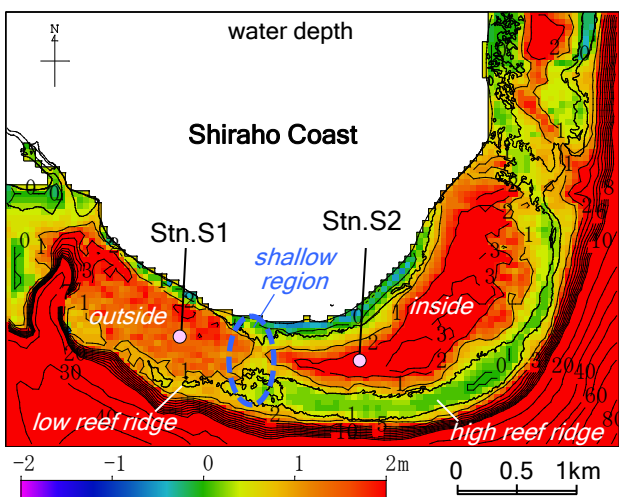 water depth
N
Shiraho Coast
Stn.S1
Stn.S2
shallow
region
outside
inside
low reef ridge
high reef ridge
-2 -1 0 1 2m
0 0.5 1km